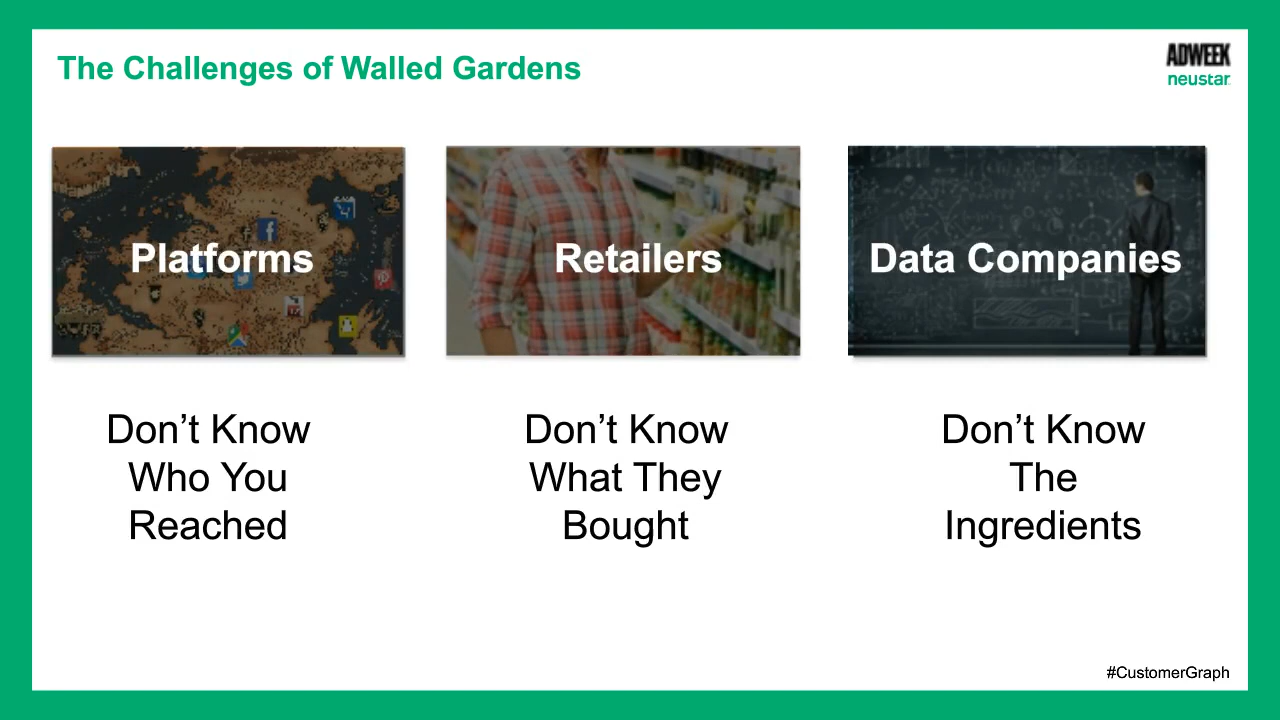 The Challenges of Walled Gardens
ADWEEK
neustar
Platforms
Retailers
Data Companies
Don’t Know
Who You
Reached
Don’t Know
What They
Bought
Don’t Know
The
Ingredients
#CustomerGraph